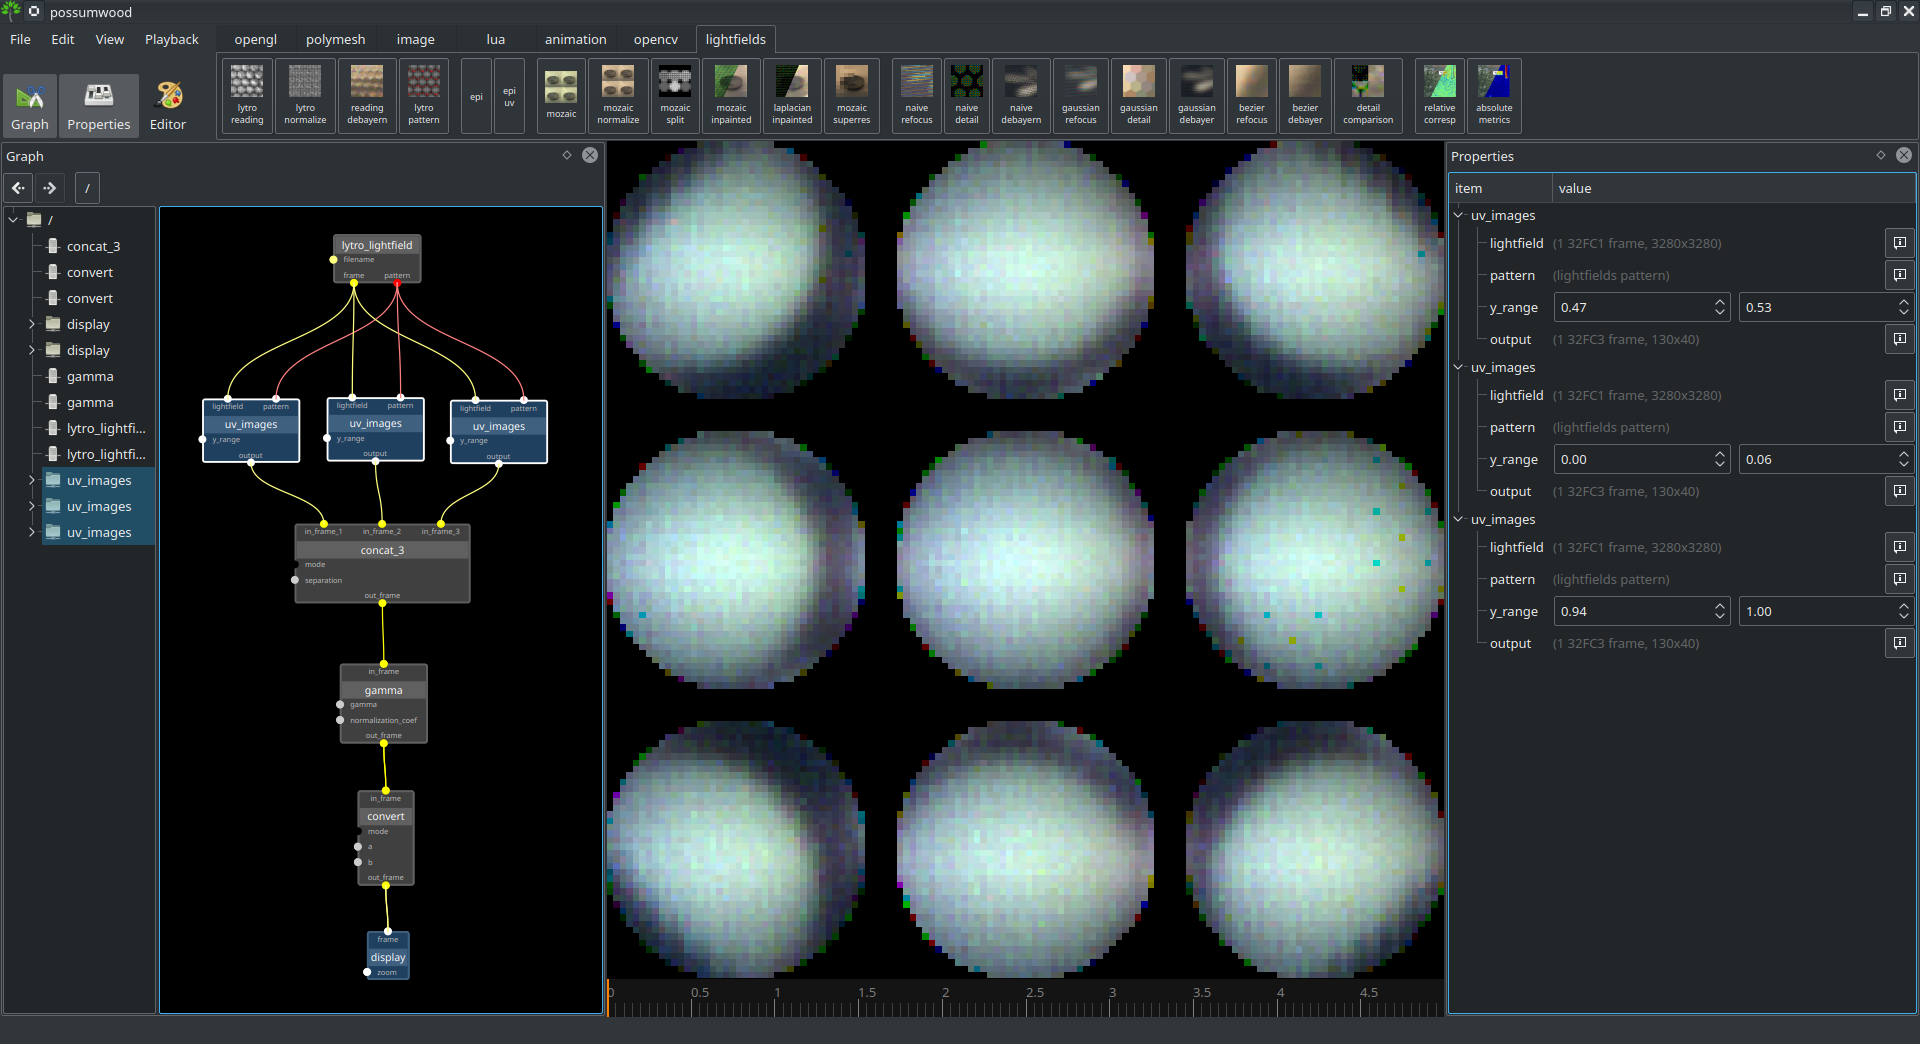 possumwood
File Edit View Playback
opengl polymesh image lua animation opencv lightfields
Graph Properties Editor
lytro reading
lytro normalize
reading debayern
lytro pattern
epi
epi uv
mozaic
mozaic normalize
mozaic split
mozaic inpainted
laplacian inpainted
mozaic superres
naive refocus
naive detail
naive debayern
gaussian refocus
gaussian detail
gaussian debayer
bezier refocus
bezier debayer
detail comparison
relative corresp
absolute metrics
Graph
/
/
concat_3
convert
convert
display
display
gamma
gamma
lytro_lightfi...
lytro_lightfi...
uv_images
uv_images
uv_images
lytro_lightfield
filename
frame pattern
lightfield pattern
uv_images
y_range
output
lightfield pattern
uv_images
y_range
output
lightfield pattern
uv_images
y_range
output
in_frame_1 in_frame_2 in_frame_3
concat_3
mode
separation
out_frame
in_frame
gamma
gamma
normalization_coef
out_frame
in_frame
convert
mode
a
b
out_frame
frame
display
zoom
0 0.5 1 1.5 2 2.5 3 3.5 4 4.5
Properties
item value
uv_images
lightfield (1 32FC1 frame, 3280x3280)
pattern (lightfields pattern)
y_range 0.47 0.53
output (1 32FC3 frame, 130x40)
uv_images
lightfield (1 32FC1 frame, 3280x3280)
pattern (lightfields pattern)
y_range 0.00 0.06
output (1 32FC3 frame, 130x40)
uv_images
lightfield (1 32FC1 frame, 3280x3280)
pattern (lightfields pattern)
y_range 0.94 1.00
output (1 32FC3 frame, 130x40)